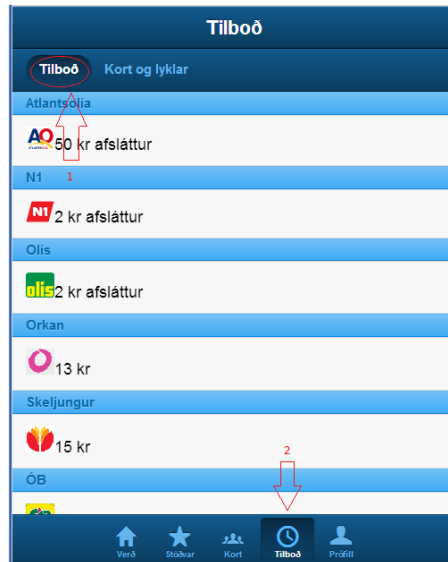 Tilboð
Tilboð Kort og lyklar
Atlantsolía
AO 50 kr afsláttur
N1 1
N1 2 kr afsláttur
Olís
olís 2 kr afsláttur
Orkan
13 kr
Skeljungur
15 kr
2
ÓB
Verð Stöðvar Kort Tilboð Prófíll